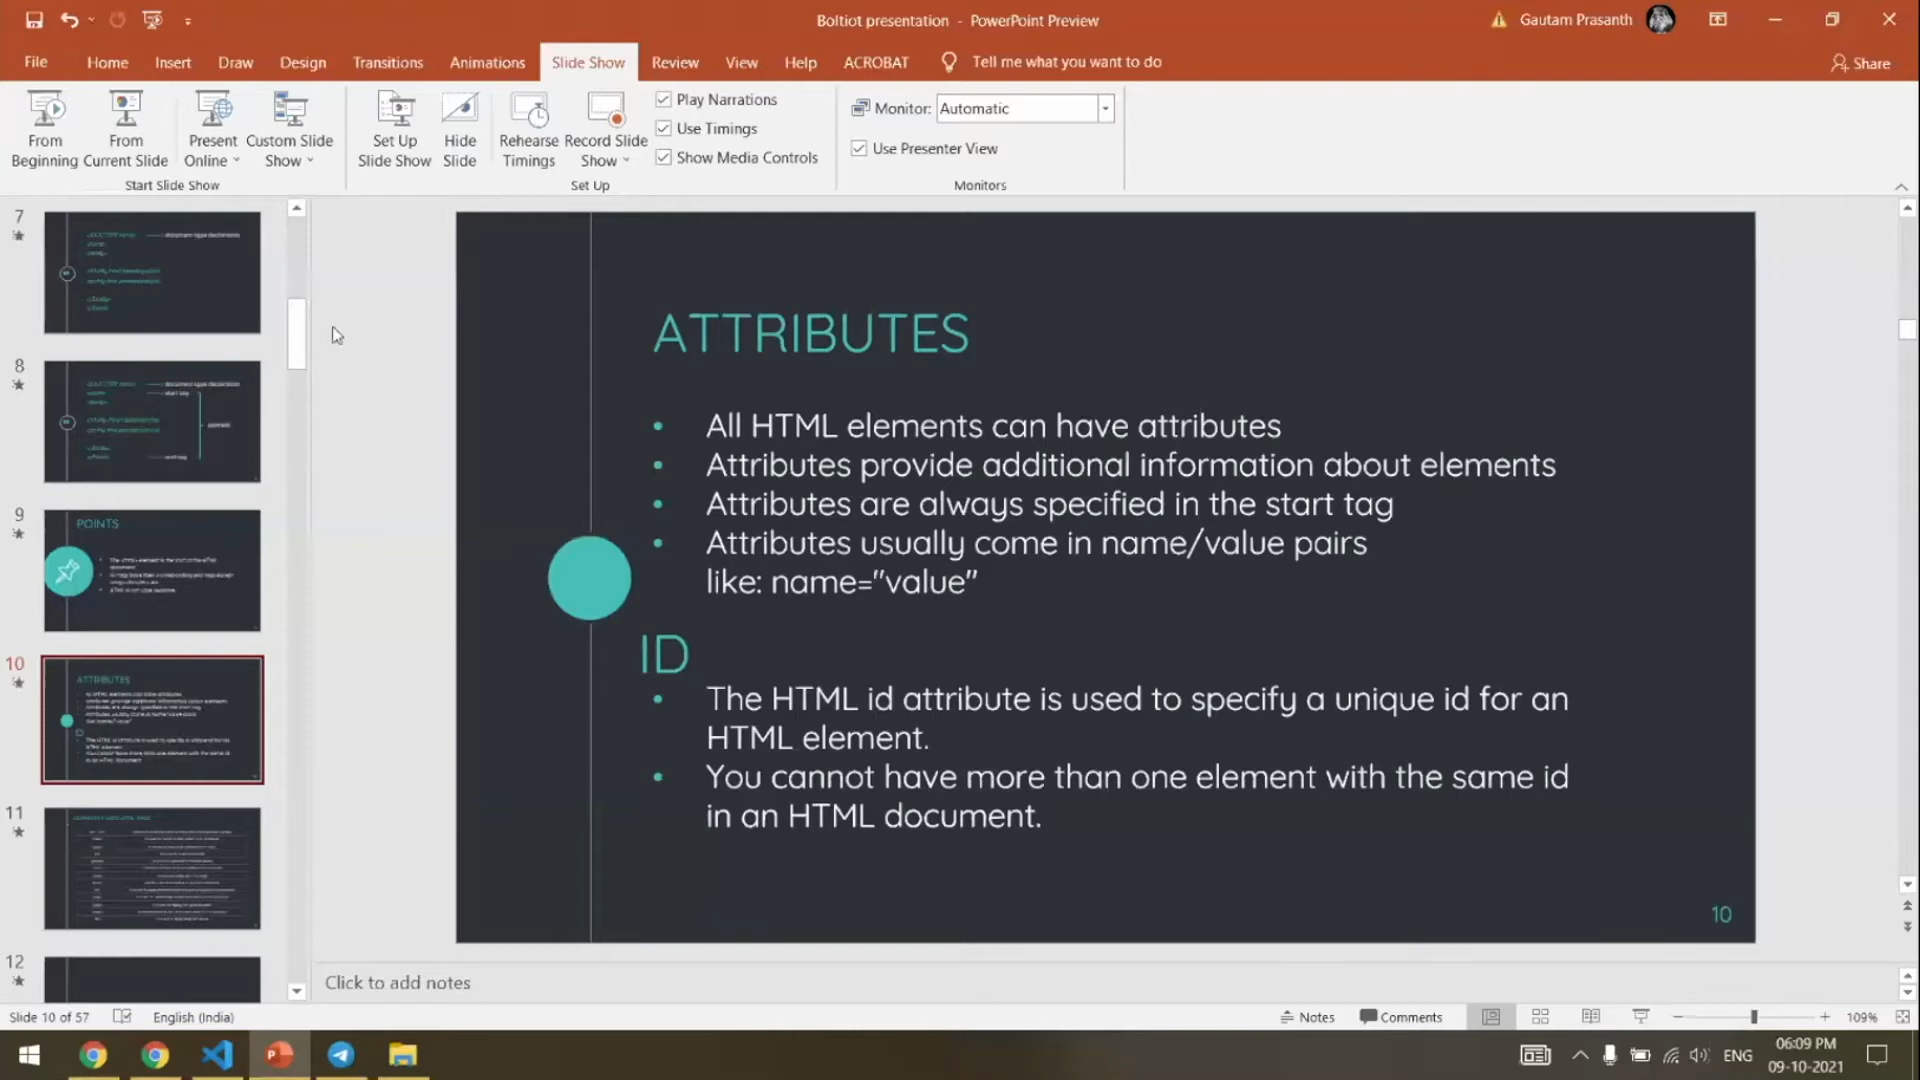 Boltiot presentation - PowerPoint Preview
Gautam Prasanth
File Home Insert Draw Design Transitions Animations Slide Show Review View Help ACROBAT Tell me what you want to do
Share
From Beginning
From Current Slide
Present Online
Custom Slide Show
Start Slide Show
Set Up Slide Show
Hide Slide
Rehearse Timings
Record Slide Show
Play Narrations
Use Timings
Show Media Controls
Set Up
Monitor: Automatic
Use Presenter View
Monitors
7
8
9
POINTS
10
ATTRIBUTES
11
12
ATTRIBUTES
• All HTML elements can have attributes
• Attributes provide additional information about elements
• Attributes are always specified in the start tag
• Attributes usually come in name/value pairs
like: name="value"
ID
• The HTML id attribute is used to specify a unique id for an
HTML element.
• You cannot have more than one element with the same id
in an HTML document.
10
Click to add notes
Slide 10 of 57
English (India)
Notes
Comments
109%
ENG
06:09 PM
09-10-2021